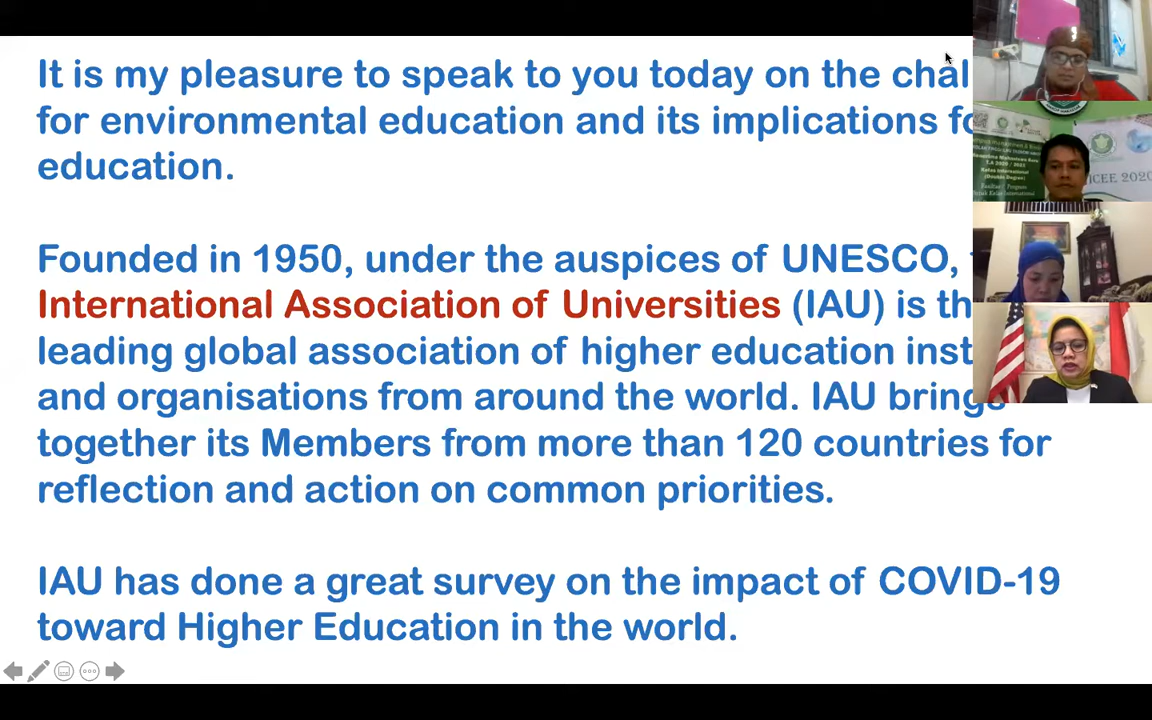 It is my pleasure to speak to you today on the
for environmental education and its implications
education.
Founded in 1950, under the auspices of UNESCO,
International Association of Universities (IAU) is
leading global association of higher education
and organisations from around the world. IAU brings
together its Members from more than 120 countries for
reflection and action on common priorities.
IAU has done a great survey on the impact of COVID-19
toward Higher Education in the world.
ICEE 2020